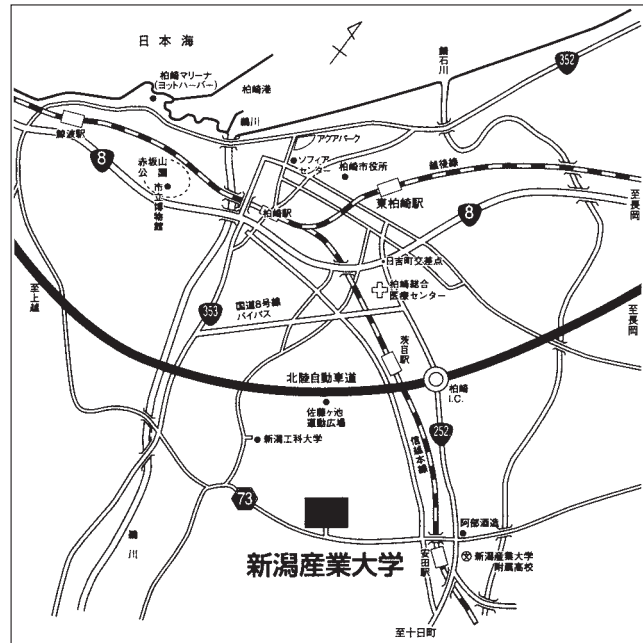 日本海
鯖石川
352
柏崎マリーナ
(ヨットハーバー)
柏崎港
鵜川
アクアパーク
鯨波駅
ソフィア
センター
柏崎市役所
越後線
8
赤坂山
公園
市立博物館
柏崎駅
東柏崎駅
8
至長岡
日吉町交差点
柏崎総合
医療センター
至上越
353
国道8号線
バイパス
茨目駅
至長岡
北陸自動車道
柏崎
I.C.
佐藤ヶ池
運動広場
252
新潟工科大学
信越本線
73
鵜川
阿部酒造
新潟産業大学
安田駅
文
新潟産業大学
附属高校
至十日町